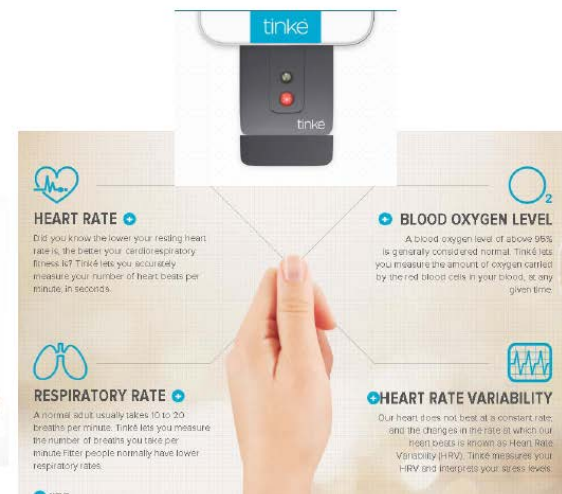 tinké
tinké
HEART RATE
Did you know the lower your resting heart
rate is, the better your cardiorespiratory
fitness is? Tinké lets you accurately
measure your number of heart beats per
minute, in seconds.
O2
BLOOD OXYGEN LEVEL
A blood oxygen level of above 95%
is generally considered normal. Tinké lets
you measure the amount of oxygen carried
by the red blood cells in your blood, at any
given time.
RESPIRATORY RATE
A normal adult usually takes 10 to 20
breaths per minute. Tinké lets you measure
the number of breaths you take per
minute. Fitter people normally have lower
respiratory rates.
HEART RATE VARIABILITY
Our heart does not beat at a constant rate,
and the changes in the rate at which our
heart beats is known as Heart Rate
Variability (HRV). Tinké measures your
HRV and interprets your stress levels.